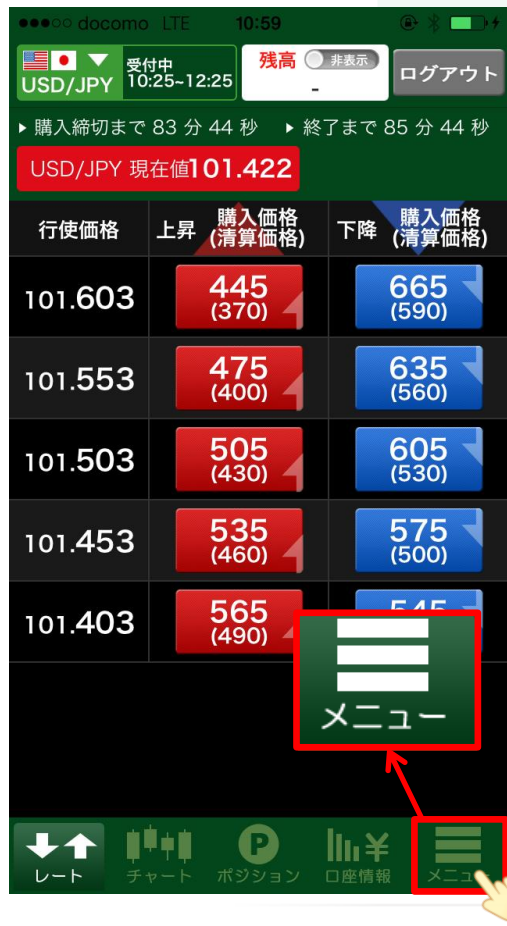 docomo LTE 10:59
USD/JPY 受付中 10:25~12:25 残高 非表示 - ログアウト
▶ 購入締切まで 83 分 44 秒 ▶ 終了まで 85 分 44 秒
USD/JPY 現在値101.422
行使価格 上昇 購入価格 (清算価格) 下降 購入価格 (清算価格)
101.603 445 (370) 665 (590)
101.553 475 (400) 635 (560)
101.503 505 (430) 605 (530)
101.453 535 (460) 575 (500)
101.403 565 (490) 545
メニュー
レート チャート P ポジション ¥ 口座情報 メニュー